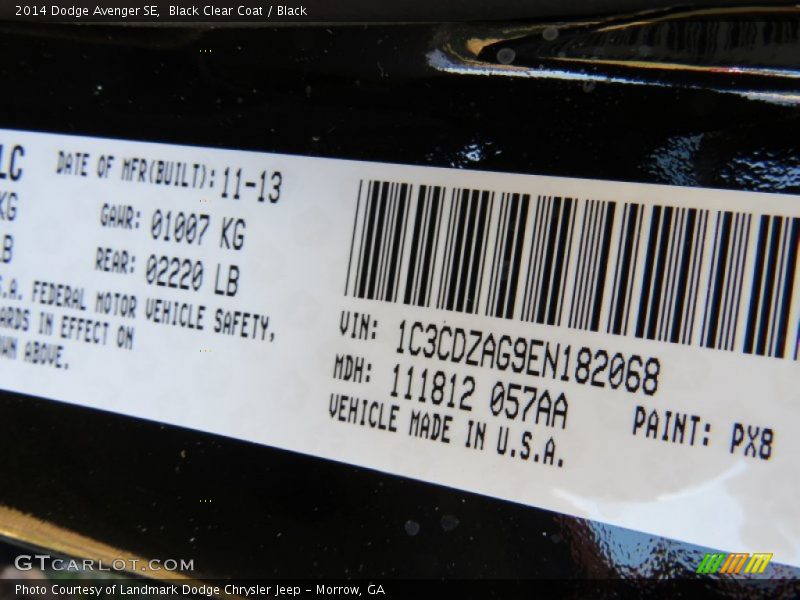 2014 Dodge Avenger SE,  Black Clear Coat / Black
LC
DATE OF MFR(BUILT): 11-13
KG
GAWR: 01007 KG
LB
REAR: 02220 LB
S.A. FEDERAL MOTOR VEHICLE SAFETY,
ARDS IN EFFECT ON
OWN ABOVE.
VIN: 1C3CDZAG9EN182068
MDH: 111812 057AA
PAINT: PX8
VEHICLE MADE IN U.S.A.
GTCARLOT.COM
Photo Courtesy of Landmark Dodge Chrysler Jeep - Morrow, GA